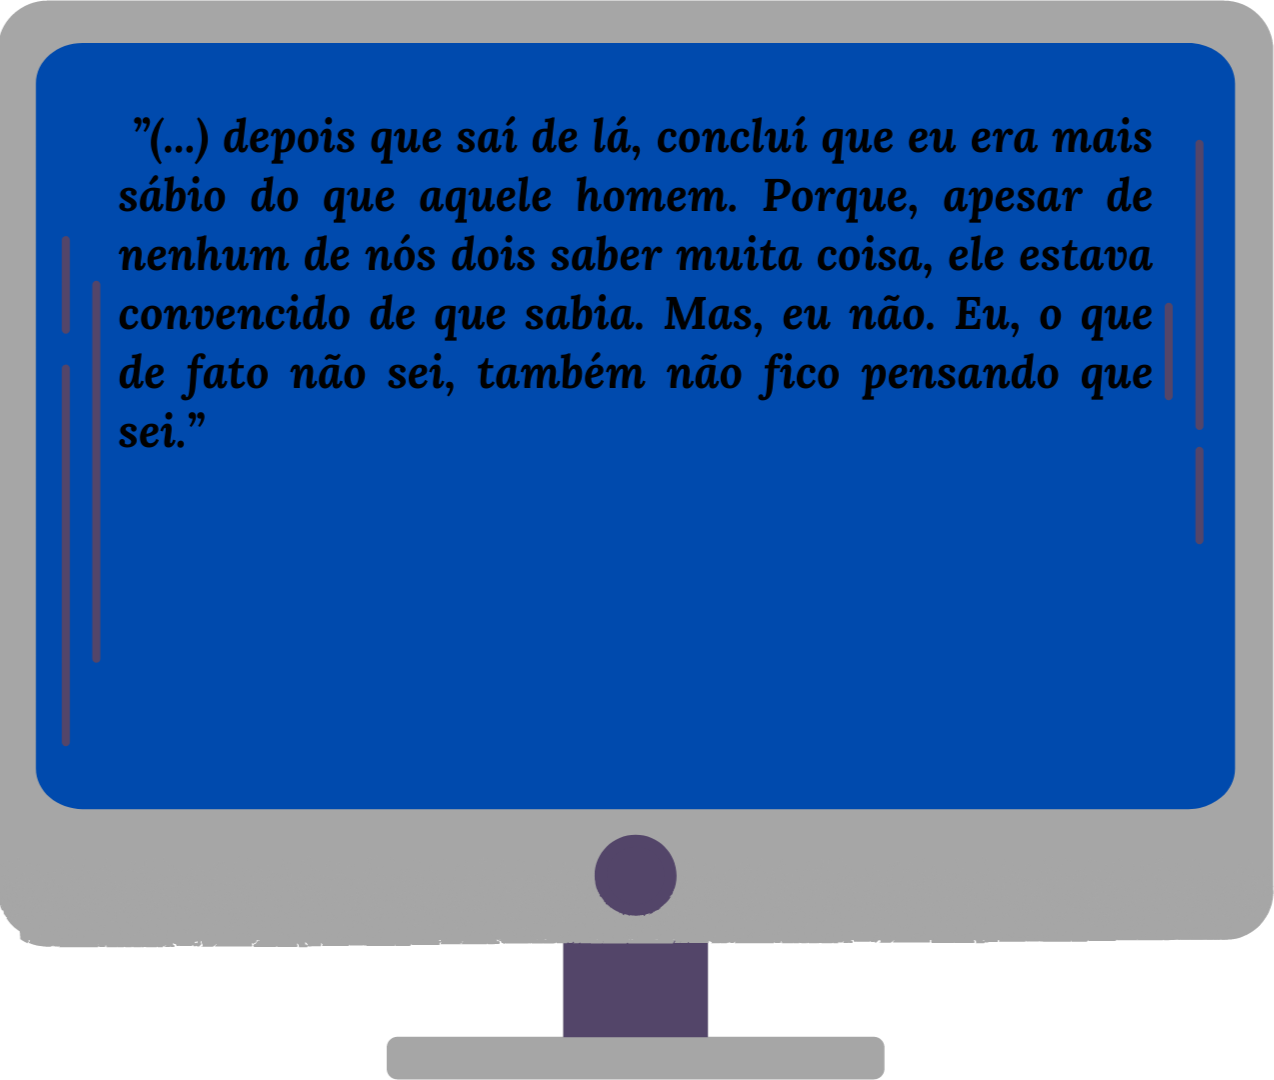 ”(...) depois que saí de lá, concluí que eu era mais
sábio do que aquele homem. Porque, apesar de
nenhum de nós dois saber muita coisa, ele estava
convencido de que sabia. Mas, eu não. Eu, o que
de fato não sei, também não fico pensando que
sei.”